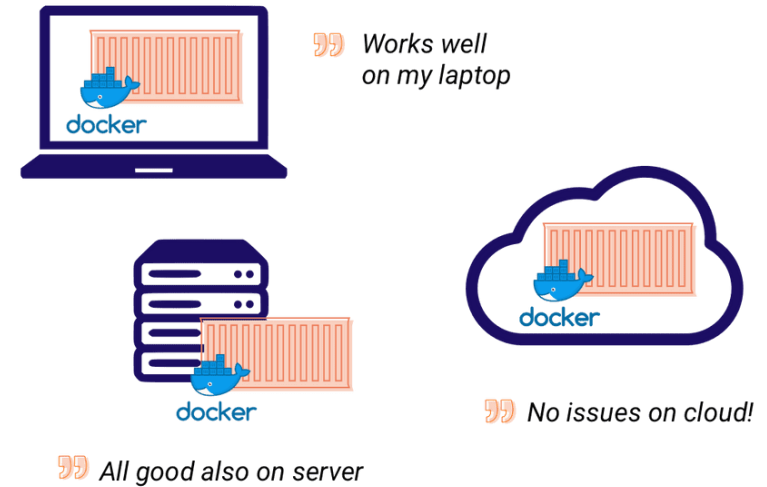 Works well
on my laptop
docker
docker
docker
No issues on cloud!
All good also on server